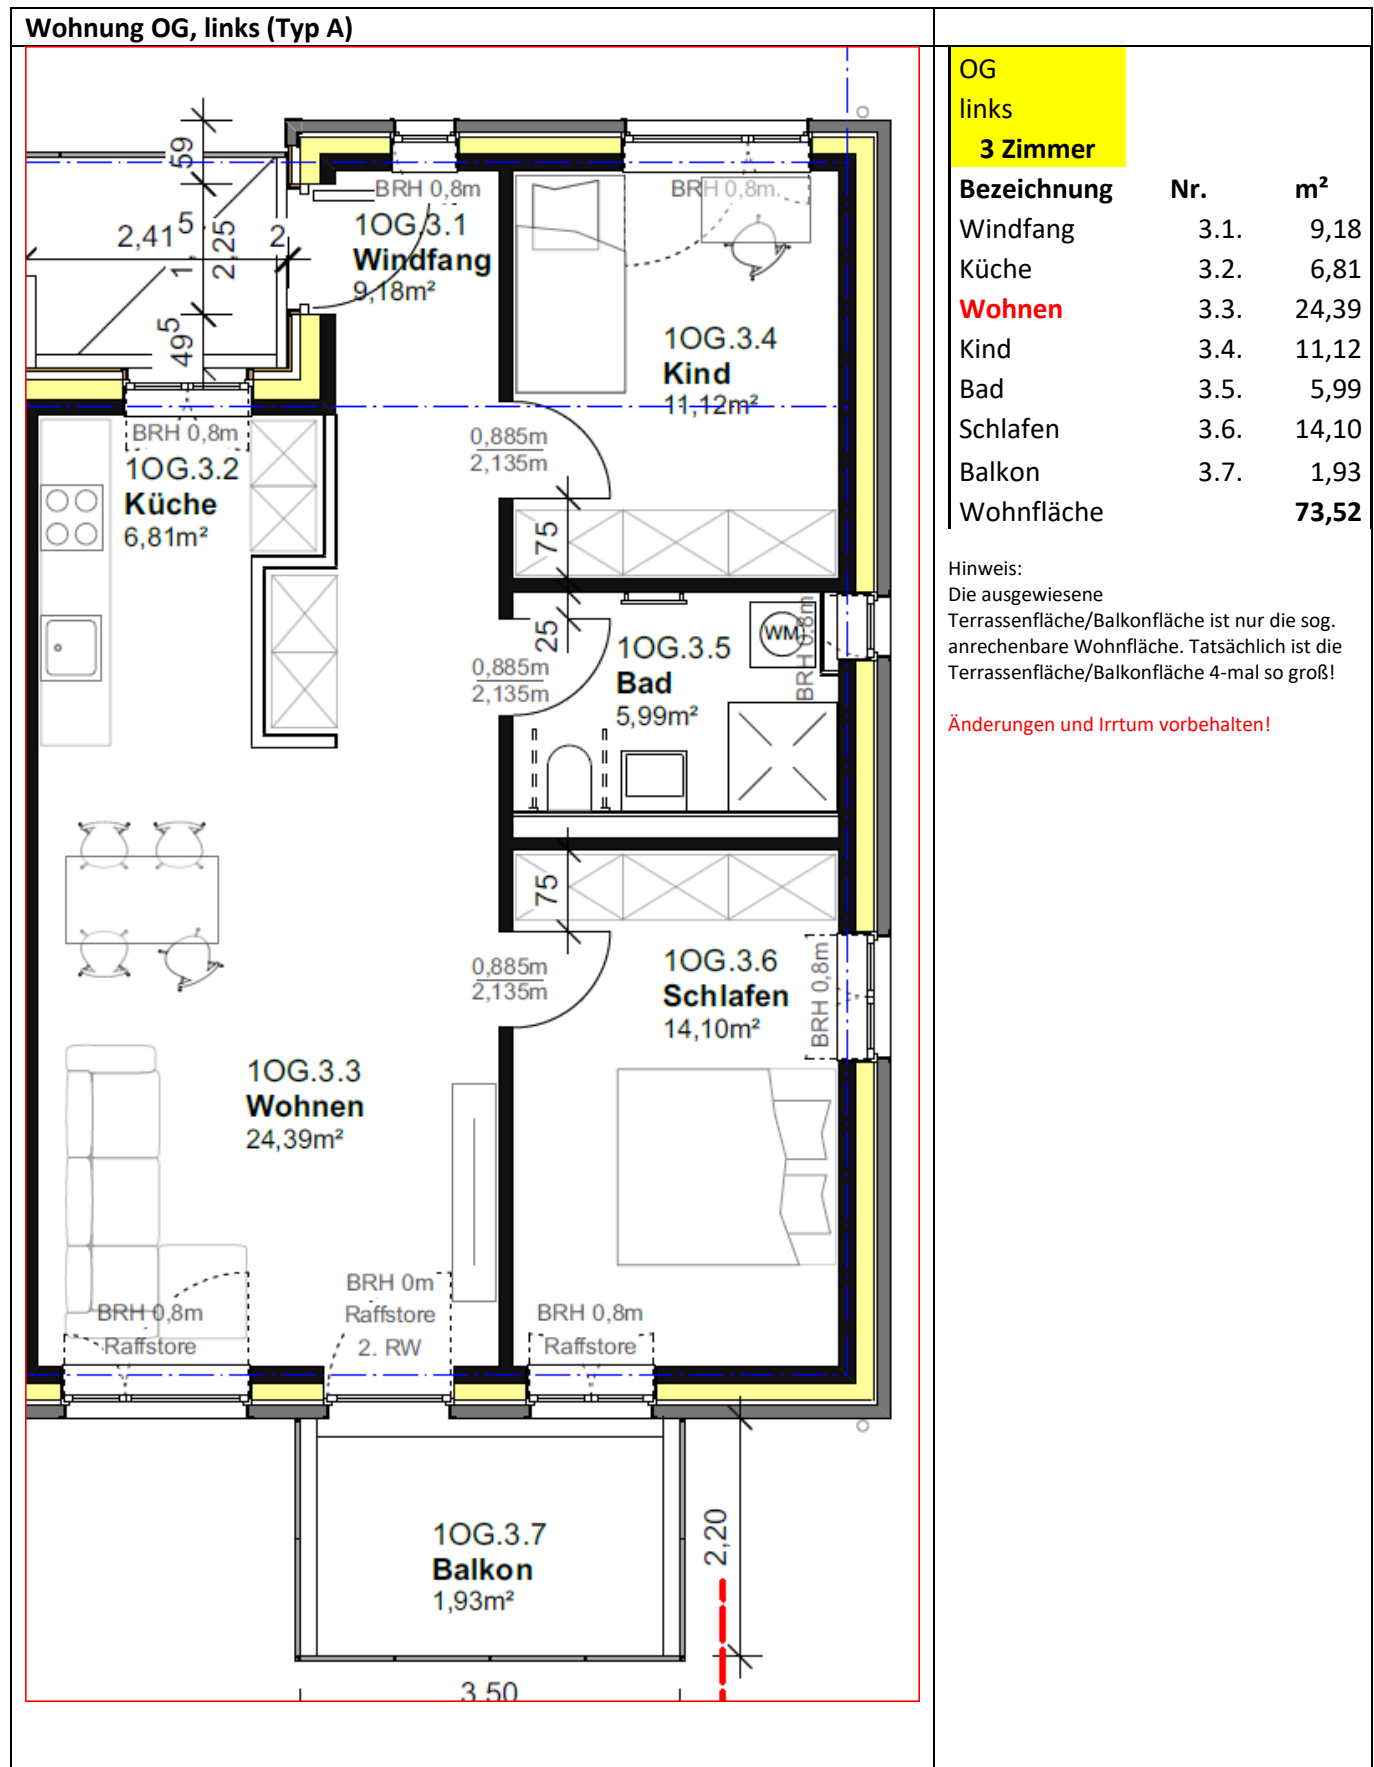 Wohnung OG, links (Typ A)
59
2,41⁵
1,
2,25
2
49⁵
BRH 0,8m
1OG.3.1
Windfang
9,18m²
BRH 0,8m
1OG.3.4
Kind
11,12m²
BRH 0,8m
1OG.3.2
Küche
6,81m²
0,885m
2,135m
75
25
0,885m
2,135m
1OG.3.5
Bad
5,99m²
WM
BRH 0,8m
75
0,885m
2,135m
1OG.3.6
Schlafen
14,10m²
BRH 0,8m
1OG.3.3
Wohnen
24,39m²
BRH 0,8m
Raffstore
BRH 0m
Raffstore
2. RW
BRH 0,8m
Raffstore
1OG.3.7
Balkon
1,93m²
2,20
3,50
OG
links
3 Zimmer
Bezeichnung Nr. m²
Windfang 3.1. 9,18
Küche 3.2. 6,81
Wohnen 3.3. 24,39
Kind 3.4. 11,12
Bad 3.5. 5,99
Schlafen 3.6. 14,10
Balkon 3.7. 1,93
Wohnfläche 73,52
Hinweis:
Die ausgewiesene
Terrassenfläche/Balkonfläche ist nur die sog.
anrechenbare Wohnfläche. Tatsächlich ist die
Terrassenfläche/Balkonfläche 4-mal so groß!
Änderungen und Irrtum vorbehalten!